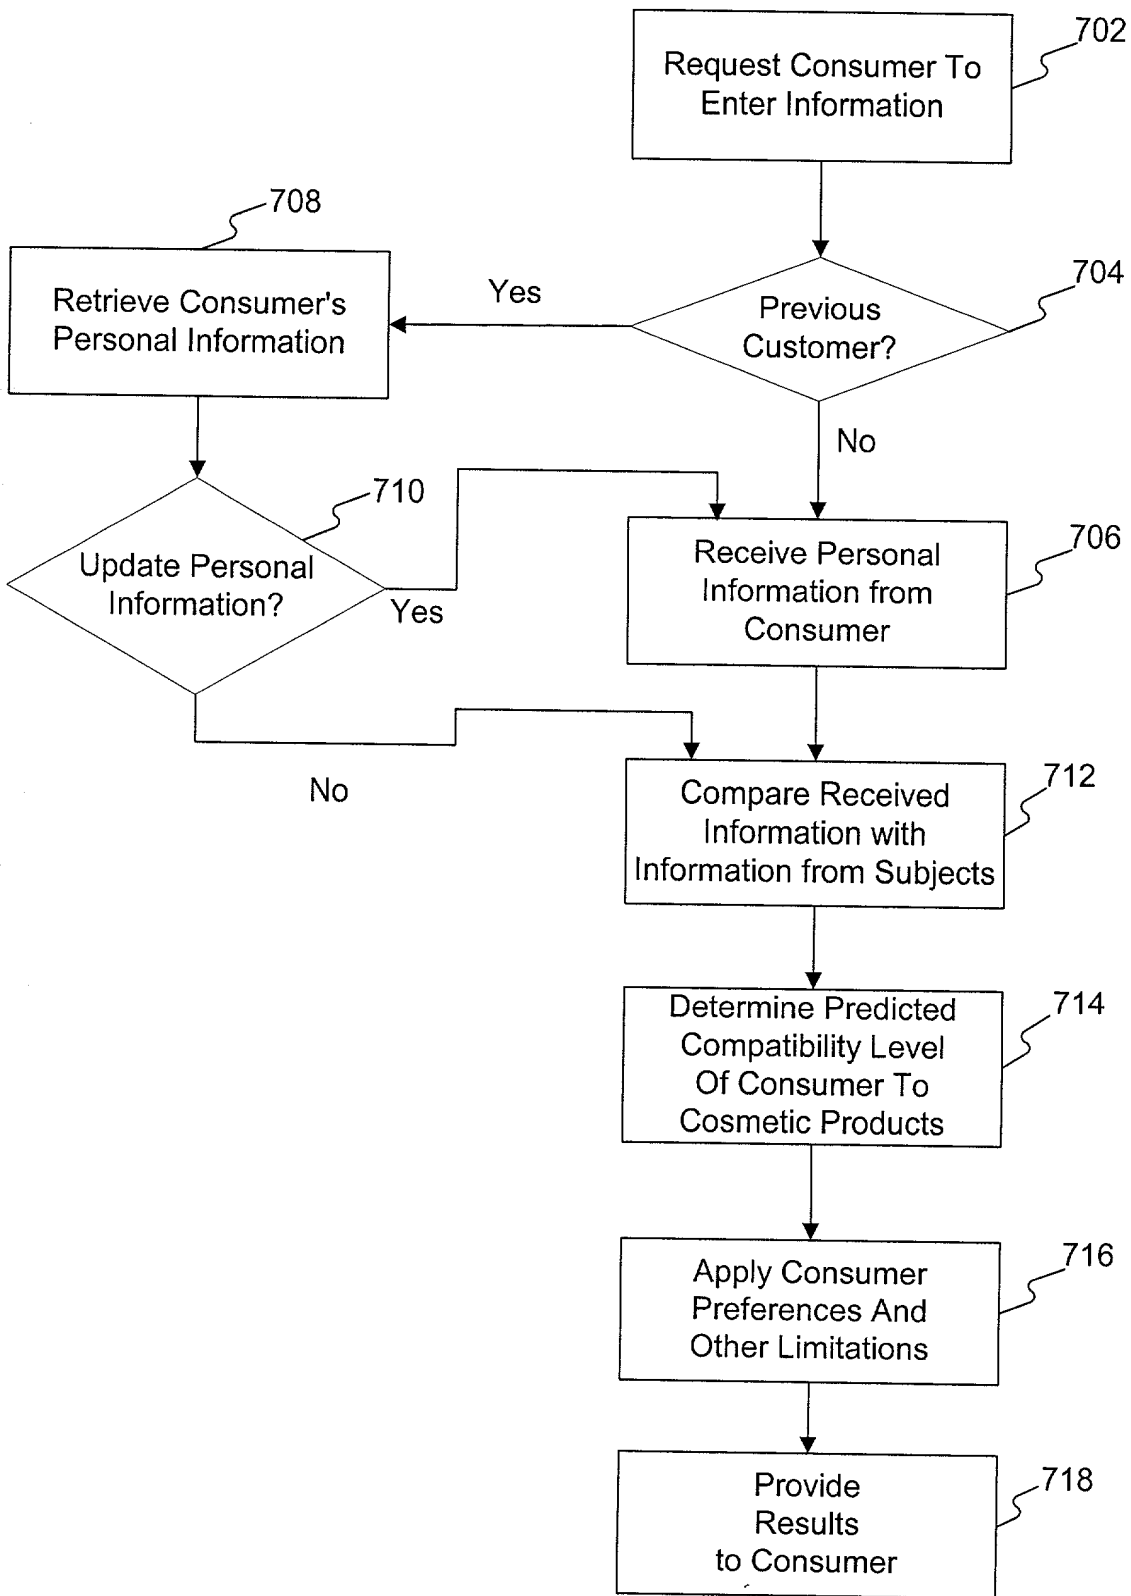 702
Request Consumer To
Enter Information
708
Retrieve Consumer's
Personal Information
Yes
704
Previous
Customer?
No
710
Update Personal
Information?
Yes
706
Receive Personal
Information from
Consumer
No
712
Compare Received
Information with
Information from Subjects
714
Determine Predicted
Compatibility Level
Of Consumer To
Cosmetic Products
716
Apply Consumer
Preferences And
Other Limitations
718
Provide
Results
to Consumer